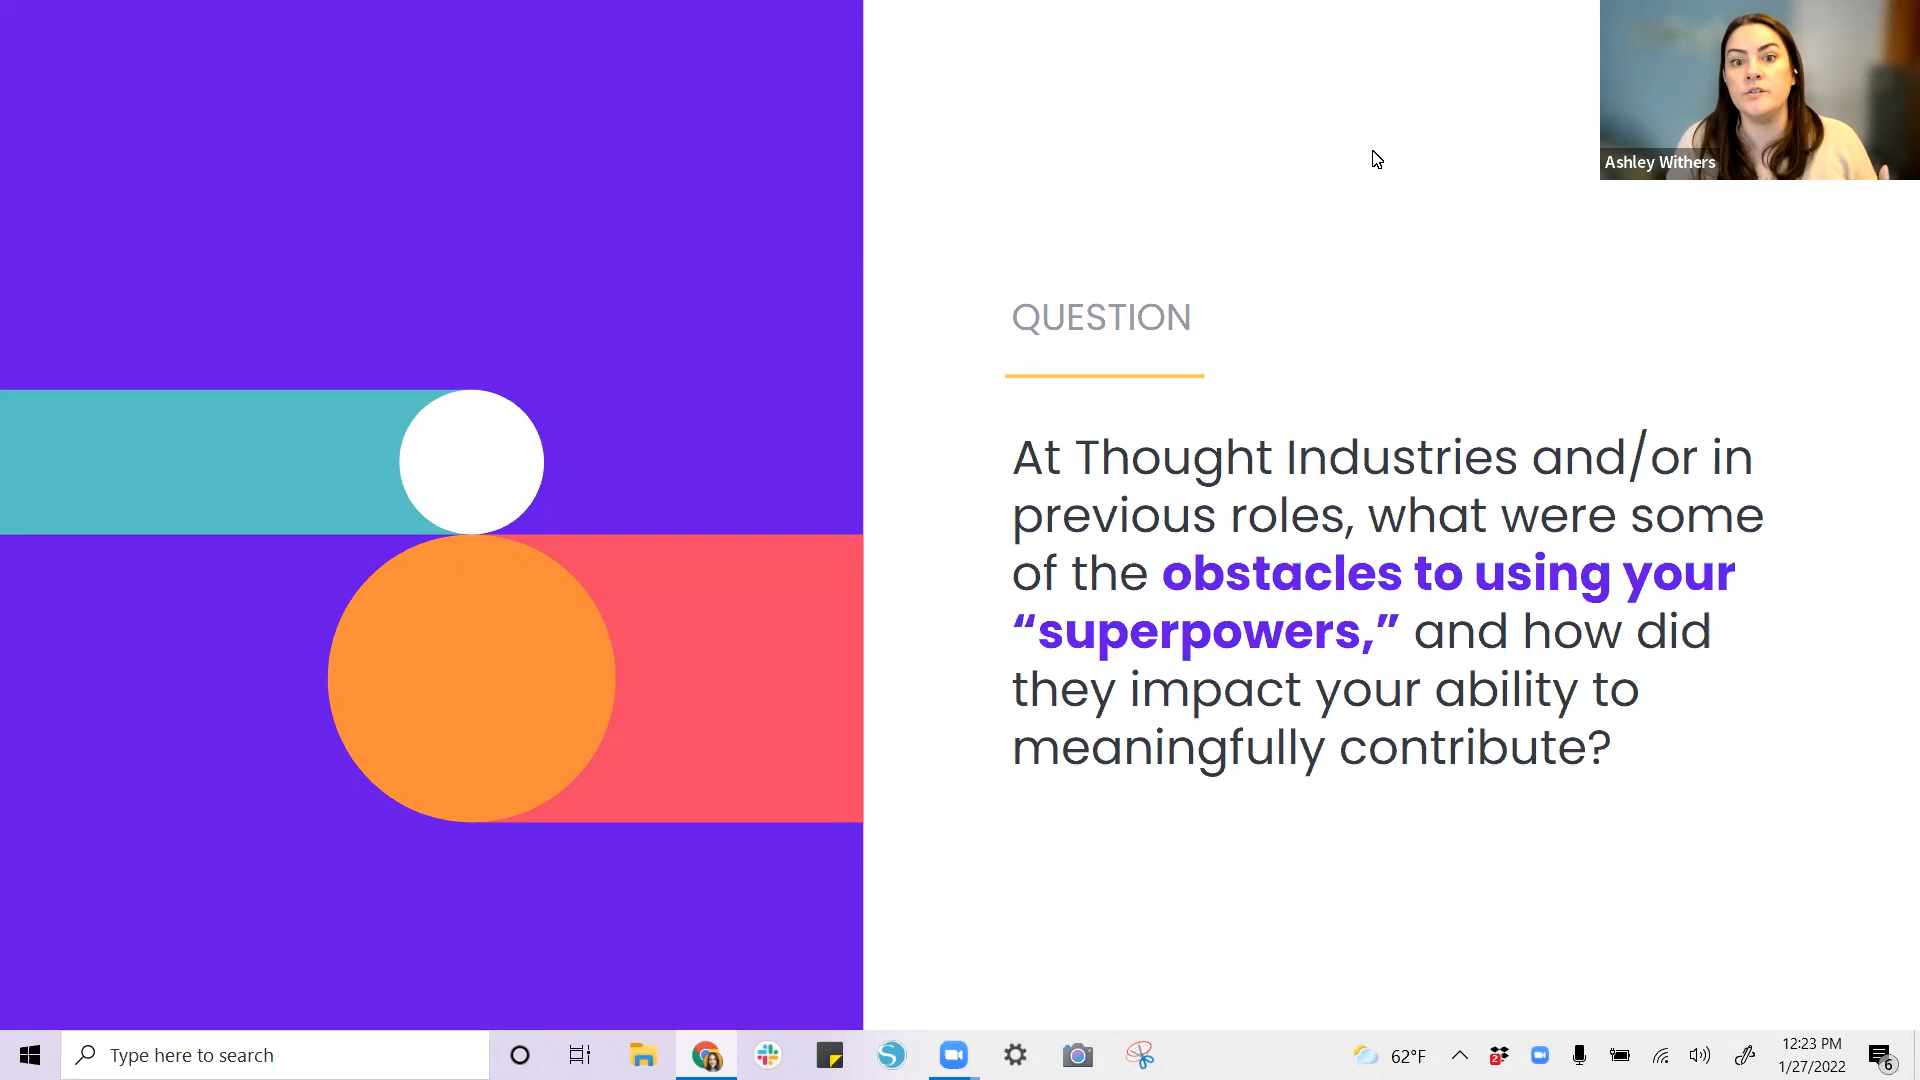 Ashley Withers
QUESTION
At Thought Industries and/or in
previous roles, what were some
of the obstacles to using your
“superpowers,” and how did
they impact your ability to
meaningfully contribute?
Type here to search
62°F
2
12:23 PM
1/27/2022
6